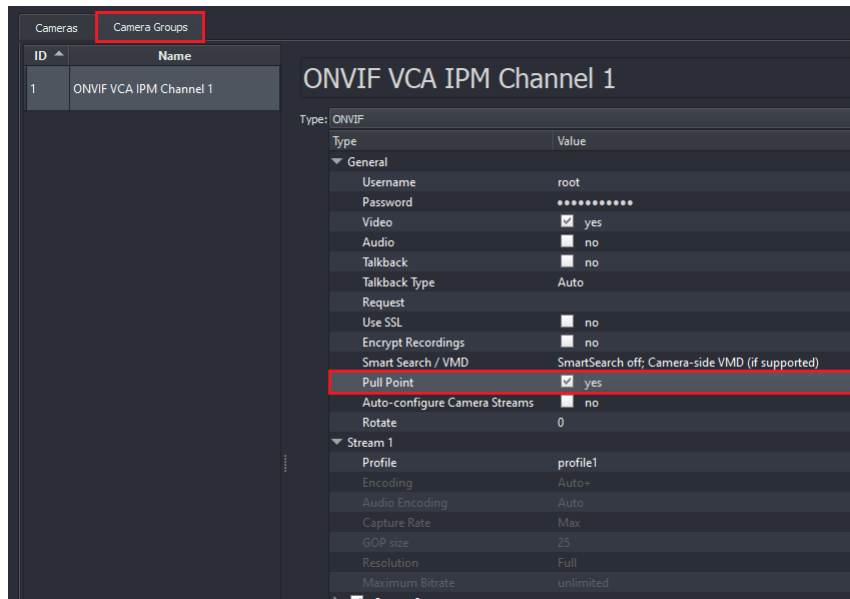 Cameras Camera Groups
ID Name
1 ONVIF VCA IPM Channel 1
ONVIF VCA IPM Channel 1
Type: ONVIF
Type Value
General
Username root
Password •••••••••••
Video yes
Audio no
Talkback no
Talkback Type Auto
Request
Use SSL no
Encrypt Recordings no
Smart Search / VMD SmartSearch off; Camera-side VMD (if supported)
Pull Point yes
Auto-configure Camera Streams no
Rotate 0
Stream 1
Profile profile1
Encoding Auto+
Audio Encoding Auto
Capture Rate Max
GOP size 25
Resolution Full
Maximum Bitrate unlimited